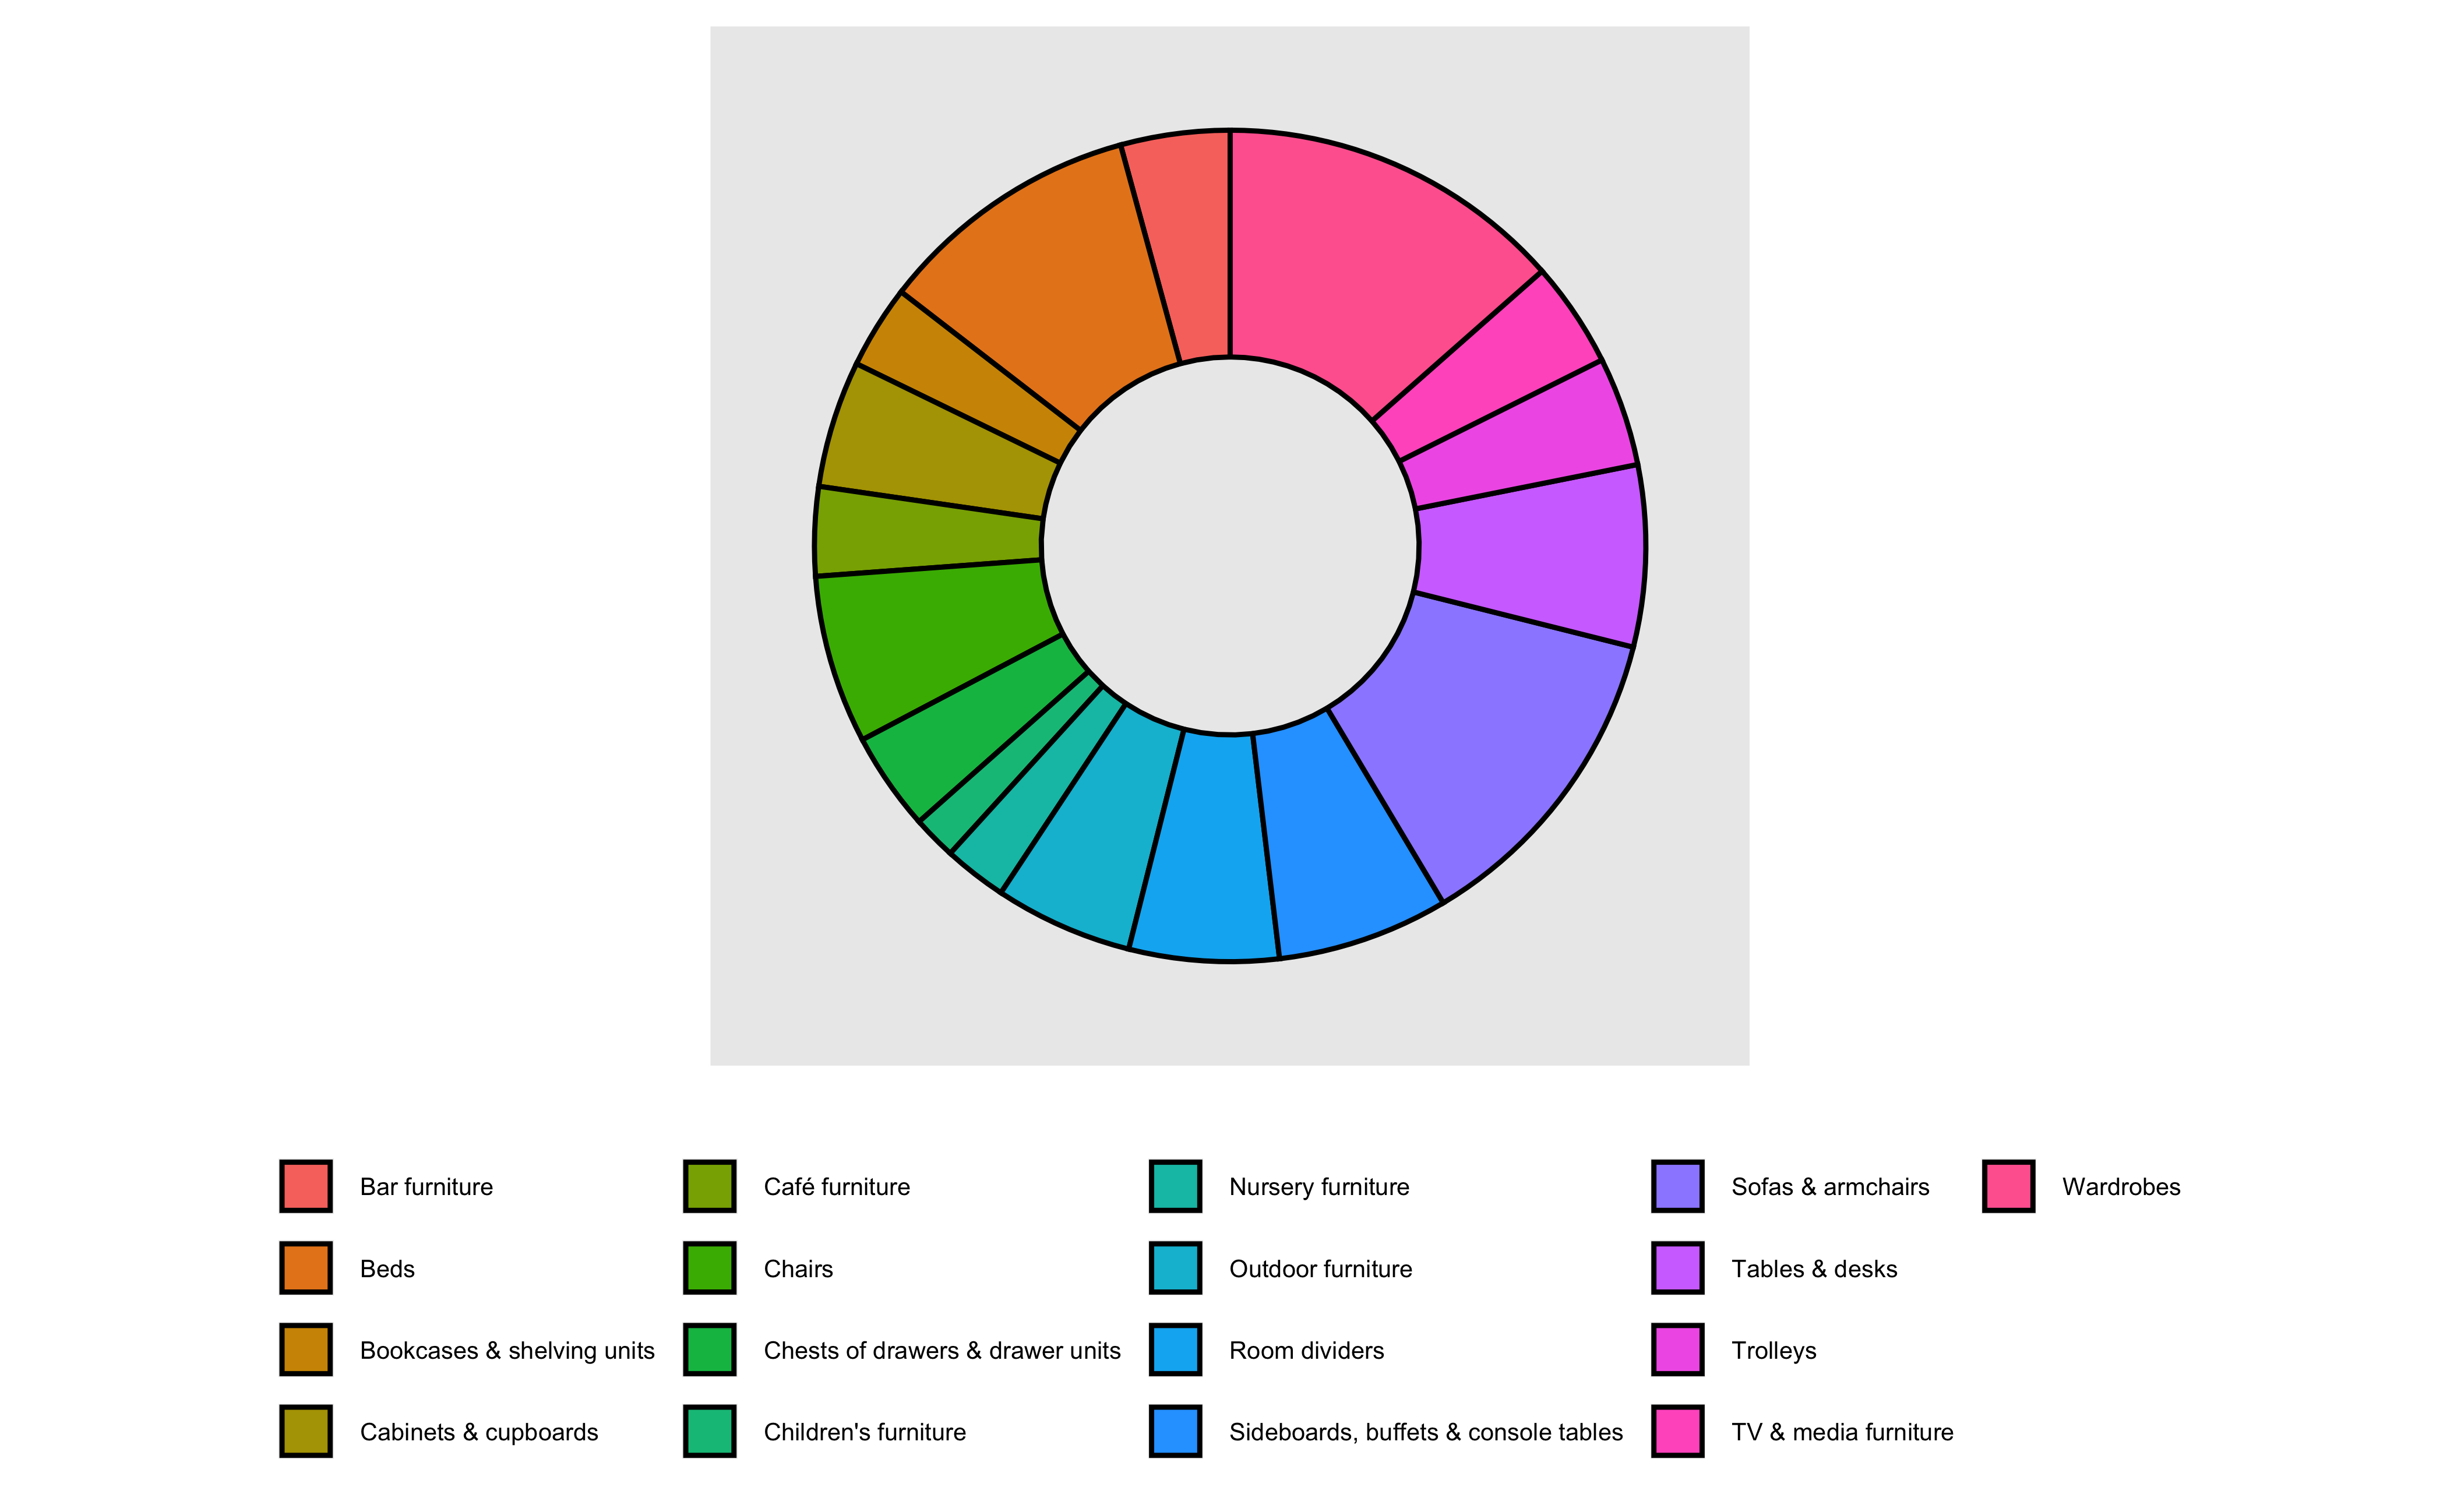 Bar furniture
Beds
Bookcases & shelving units
Cabinets & cupboards
Café furniture
Chairs
Chests of drawers & drawer units
Children's furniture
Nursery furniture
Outdoor furniture
Room dividers
Sideboards, buffets & console tables
Sofas & armchairs
Tables & desks
Trolleys
TV & media furniture
Wardrobes